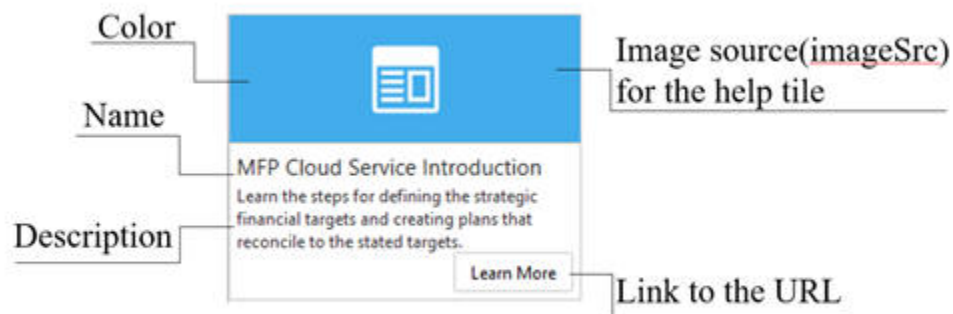 Color
Image source(imageSrc)
for the help tile
Name
MFP Cloud Service Introduction
Learn the steps for defining the strategic
financial targets and creating plans that
reconcile to the stated targets.
Description
Learn More
Link to the URL